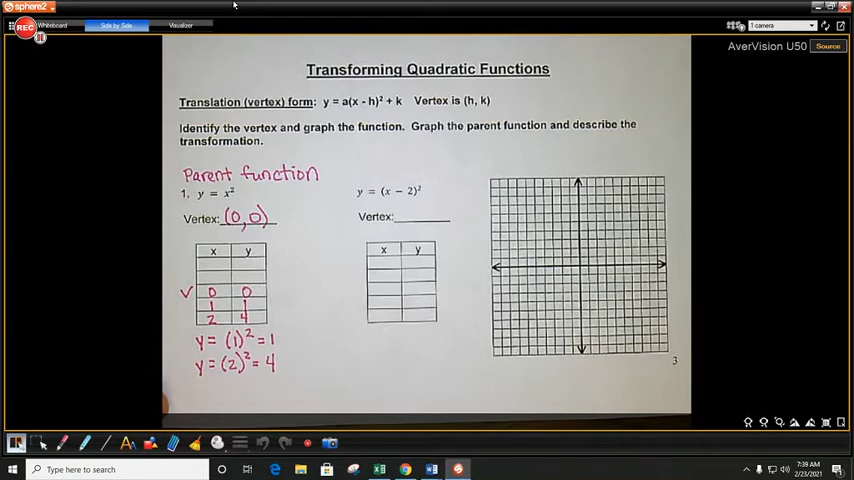 sphere2
REC
Whiteboard
Side by Side
Visualizer
1 camera
AverVision U50
Source
Transforming Quadratic Functions
Translation (vertex) form: y = a(x - h)² + k Vertex is (h, k)
Identify the vertex and graph the function. Graph the parent function and describe the
transformation.
Parent function
1. y = x²
y = (x − 2)²
Vertex: (0,0)
Vertex:
x y
x y
√ 0 0
1 1
2 4
y = (1)² = 1
y = (2)² = 4
3
Type here to search
7:39 AM
2/23/2021